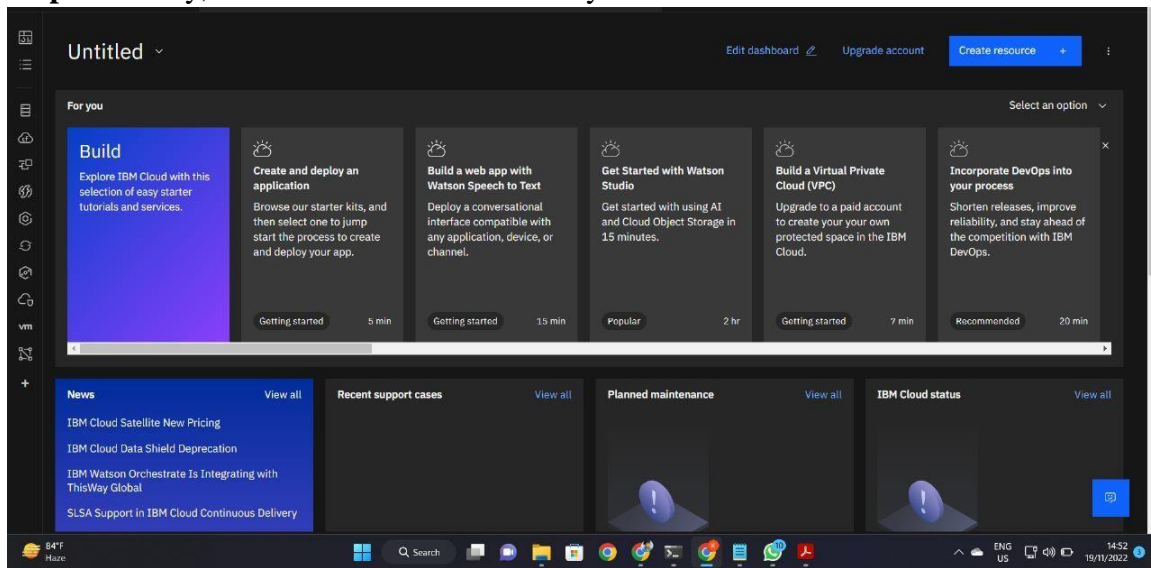 Untitled
Edit dashboard
Upgrade account
Create resource +
For you
Select an option
Build
Explore IBM Cloud with this
selection of easy starter
tutorials and services.
Create and deploy an
application
Browse our starter kits, and
then select one to jump
start the process to create
and deploy your app.
Getting started 5 min
Build a web app with
Watson Speech to Text
Deploy a conversational
interface compatible with
any application, device, or
channel.
Getting started 15 min
Get Started with Watson
Studio
Get started with using AI
and Cloud Object Storage in
15 minutes.
Popular 2 hr
Build a Virtual Private
Cloud (VPC)
Upgrade to a paid account
to create your your own
protected space in the IBM
Cloud.
Getting started 7 min
Incorporate DevOps into
your process
Shorten releases, improve
reliability, and stay ahead of
the competition with IBM
DevOps.
Recommended 20 min
vm
News View all
IBM Cloud Satellite New Pricing
IBM Cloud Data Shield Deprecation
IBM Watson Orchestrate Is Integrating with
ThisWay Global
SLSA Support in IBM Cloud Continuous Delivery
Recent support cases View all
Planned maintenance View all
IBM Cloud status View all
84°F
Haze
Search
ENG
US
14:52
19/11/2022